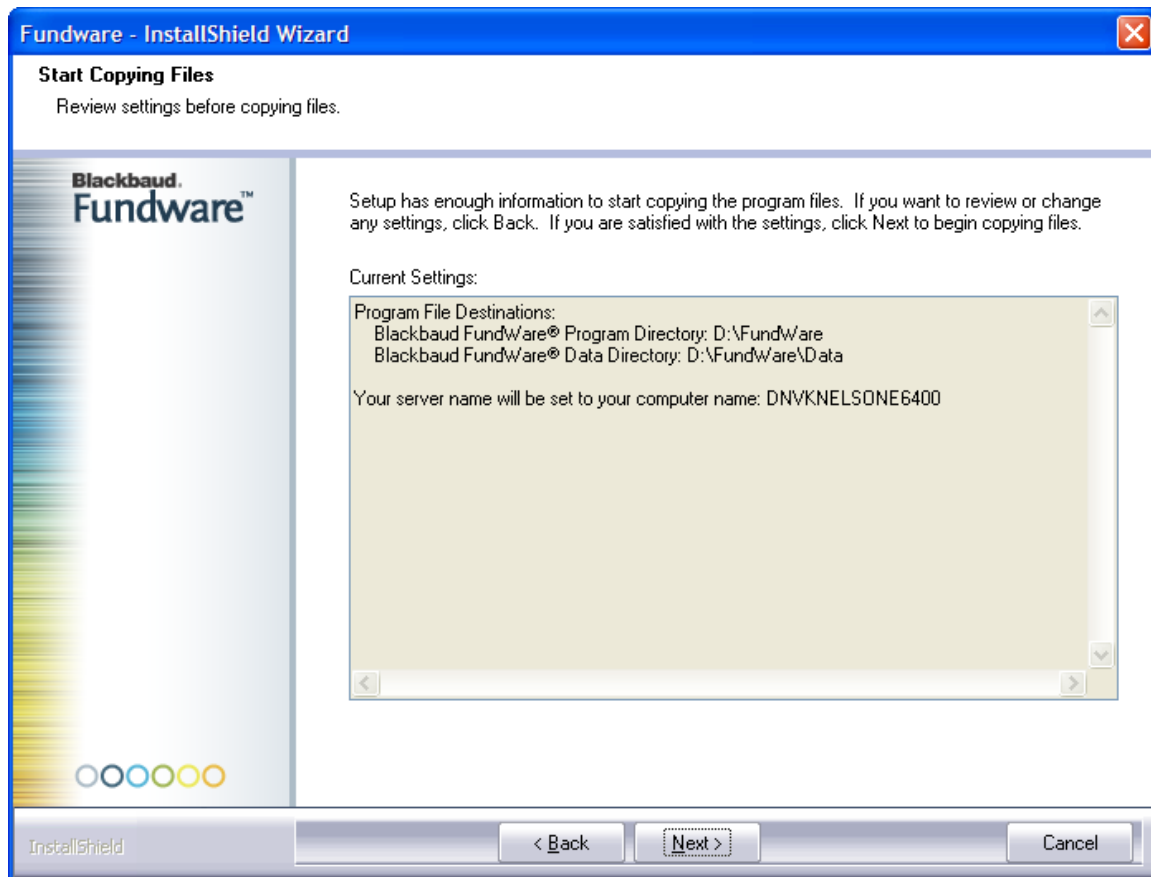 Fundware - InstallShield Wizard
Start Copying Files
Review settings before copying files.
Blackbaud.
Fundware™
Setup has enough information to start copying the program files.  If you want to review or change
any settings, click Back.  If you are satisfied with the settings, click Next to begin copying files.
Current Settings:
Program File Destinations:
Blackbaud FundWare® Program Directory: D:\FundWare
Blackbaud FundWare® Data Directory: D:\FundWare\Data
Your server name will be set to your computer name: DNVKNELSONE6400
InstallShield
< Back
Next >
Cancel